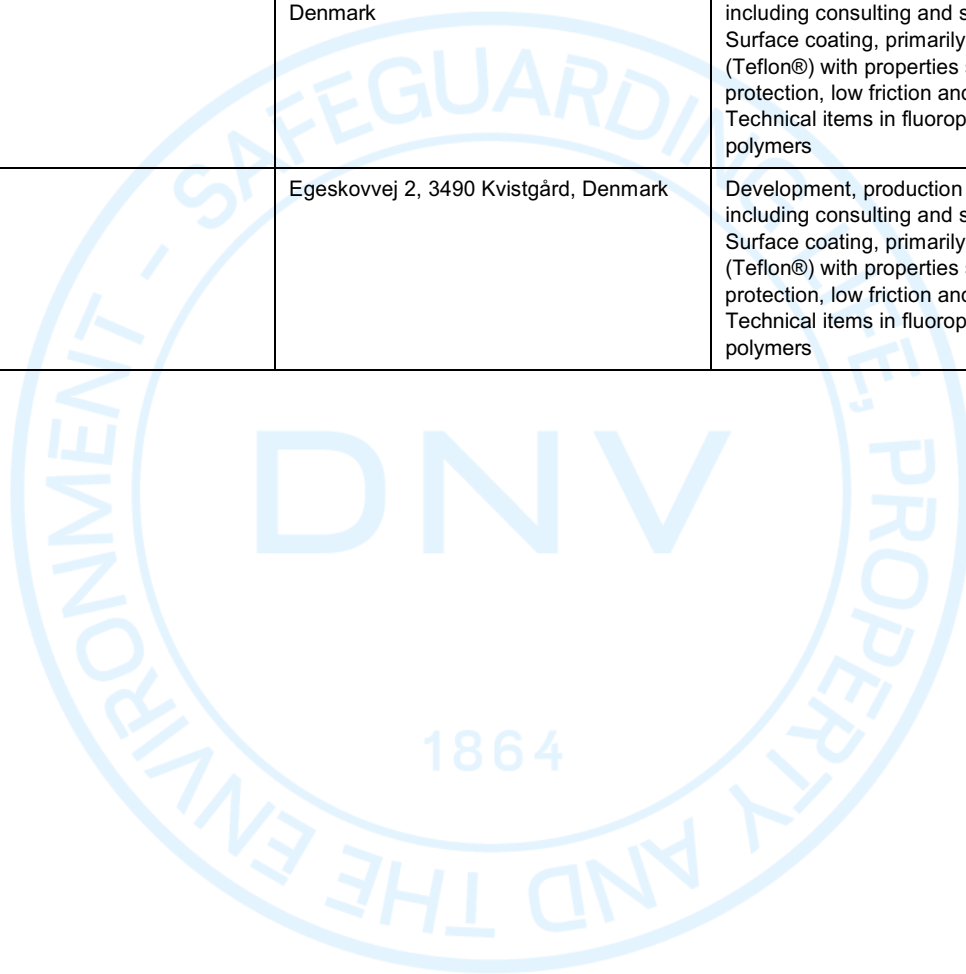 Denmark
including consulting and s
Surface coating, primarily
(Teflon®) with properties
protection, low friction and
Technical items in fluorop
polymers
Egeskovvej 2, 3490 Kvistgård, Denmark
Development, production
including consulting and s
Surface coating, primarily
(Teflon®) with properties
protection, low friction and
Technical items in fluorop
polymers
SAFEGUARDING LIFE, PROPERTY AND THE ENVIRONMENT -
DNV
1864